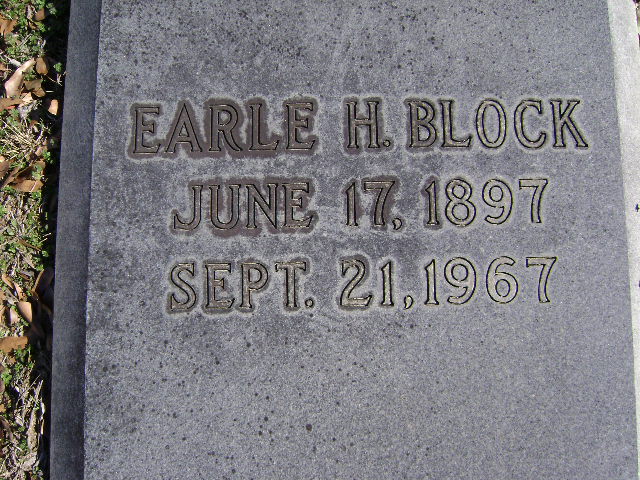 EARLE H. BLOCK
JUNE 17, 1897
SEPT. 21, 1967